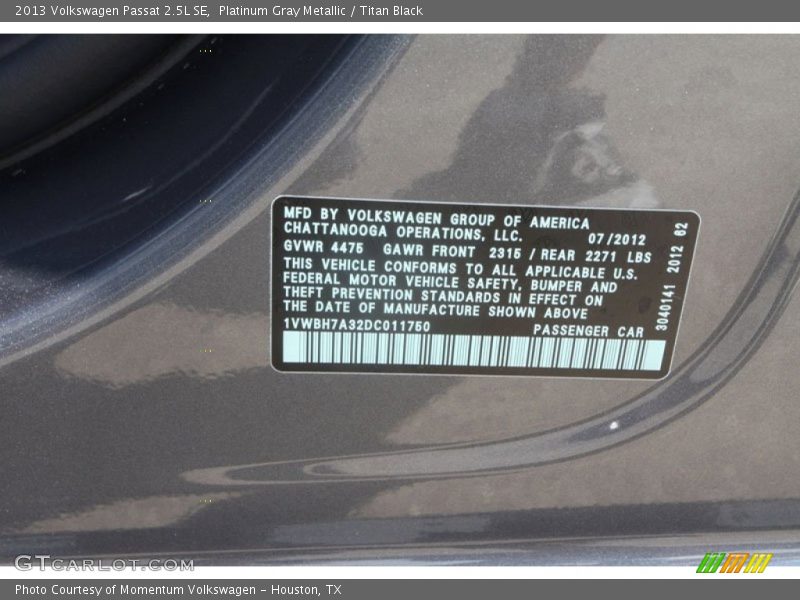 2013 Volkswagen Passat 2.5L SE,  Platinum Gray Metallic / Titan Black
MFD BY VOLKSWAGEN GROUP OF AMERICA
CHATTANOOGA OPERATIONS, LLC. 07/2012
GVWR 4475 GAWR FRONT 2315 / REAR 2271 LBS
THIS VEHICLE CONFORMS TO ALL APPLICABLE U.S.
FEDERAL MOTOR VEHICLE SAFETY, BUMPER AND
THEFT PREVENTION STANDARDS IN EFFECT ON
THE DATE OF MANUFACTURE SHOWN ABOVE
1VWBH7A32DC011750 PASSENGER CAR
3040141 2012 62
GTCARLOT.COM
Photo Courtesy of Momentum Volkswagen - Houston, TX